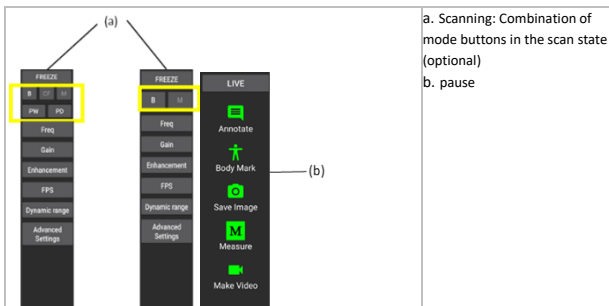 (a)
FREEZE
B CF M
PW PD
Freq
Gain
Enhancement
FPS
Dynamic range
Advanced
Settings
FREEZE
B M
Freq
Gain
Enhancement
FPS
Dynamic range
Advanced
Settings
LIVE
Annotate
Body Mark
Save Image
M
Measure
Make Video
(b)
a. Scanning: Combination of
mode buttons in the scan state
(optional)
b. pause